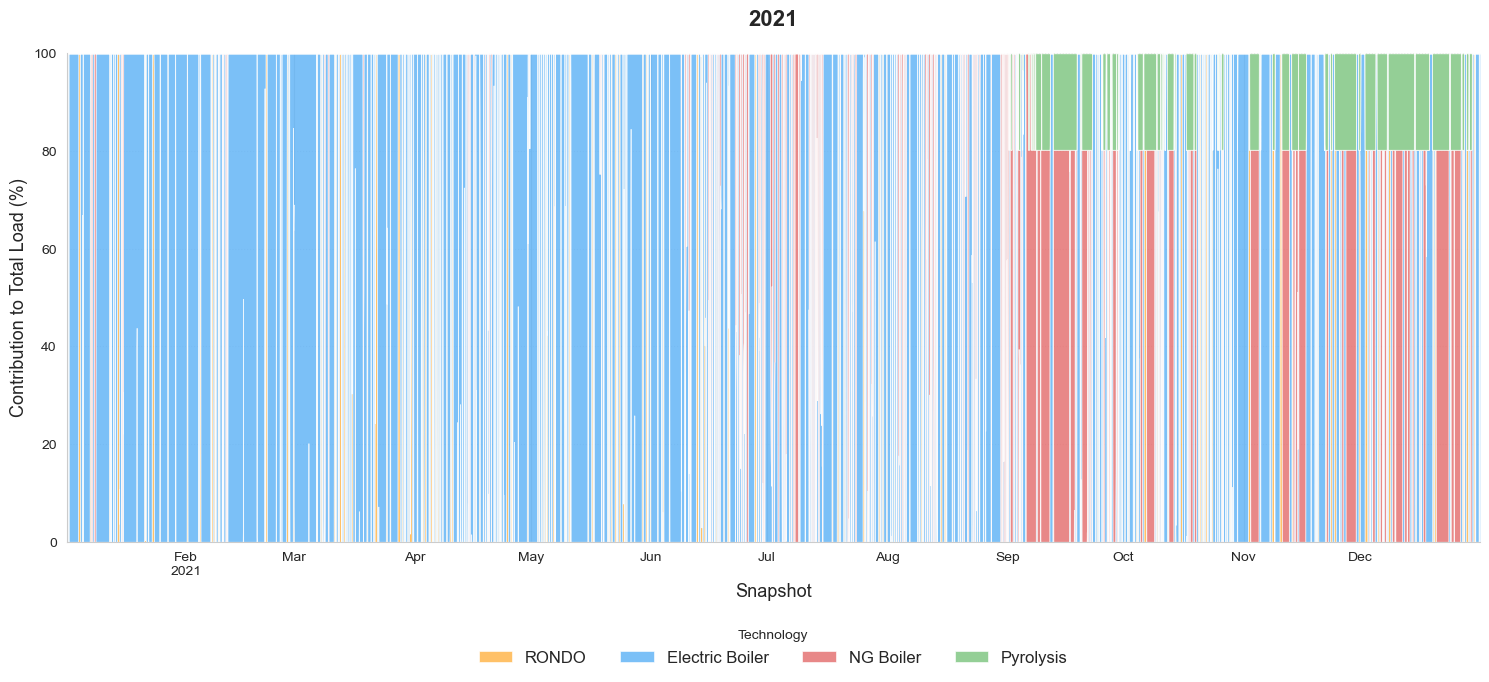 2021
Contribution to Total Load (%)
100
80
60
40
20
0
Feb Mar Apr May Jun Jul Aug Sep Oct Nov Dec
2021
Snapshot
Technology
RONDO Electric Boiler NG Boiler Pyrolysis